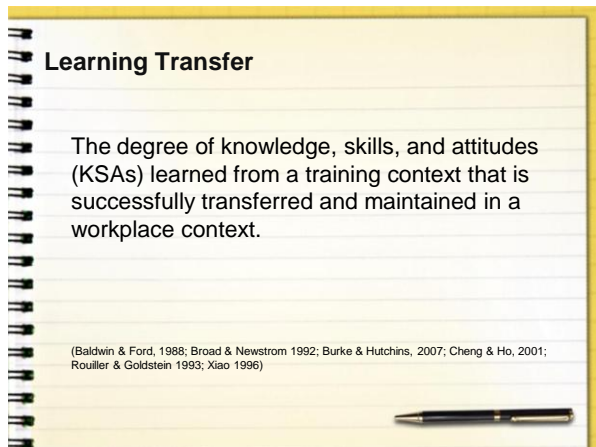 Learning Transfer
The degree of knowledge, skills, and attitudes
(KSAs) learned from a training context that is
successfully transferred and maintained in a
workplace context.
(Baldwin & Ford, 1988; Broad & Newstrom 1992; Burke & Hutchins, 2007; Cheng & Ho, 2001;
Rouiller & Goldstein 1993; Xiao 1996)